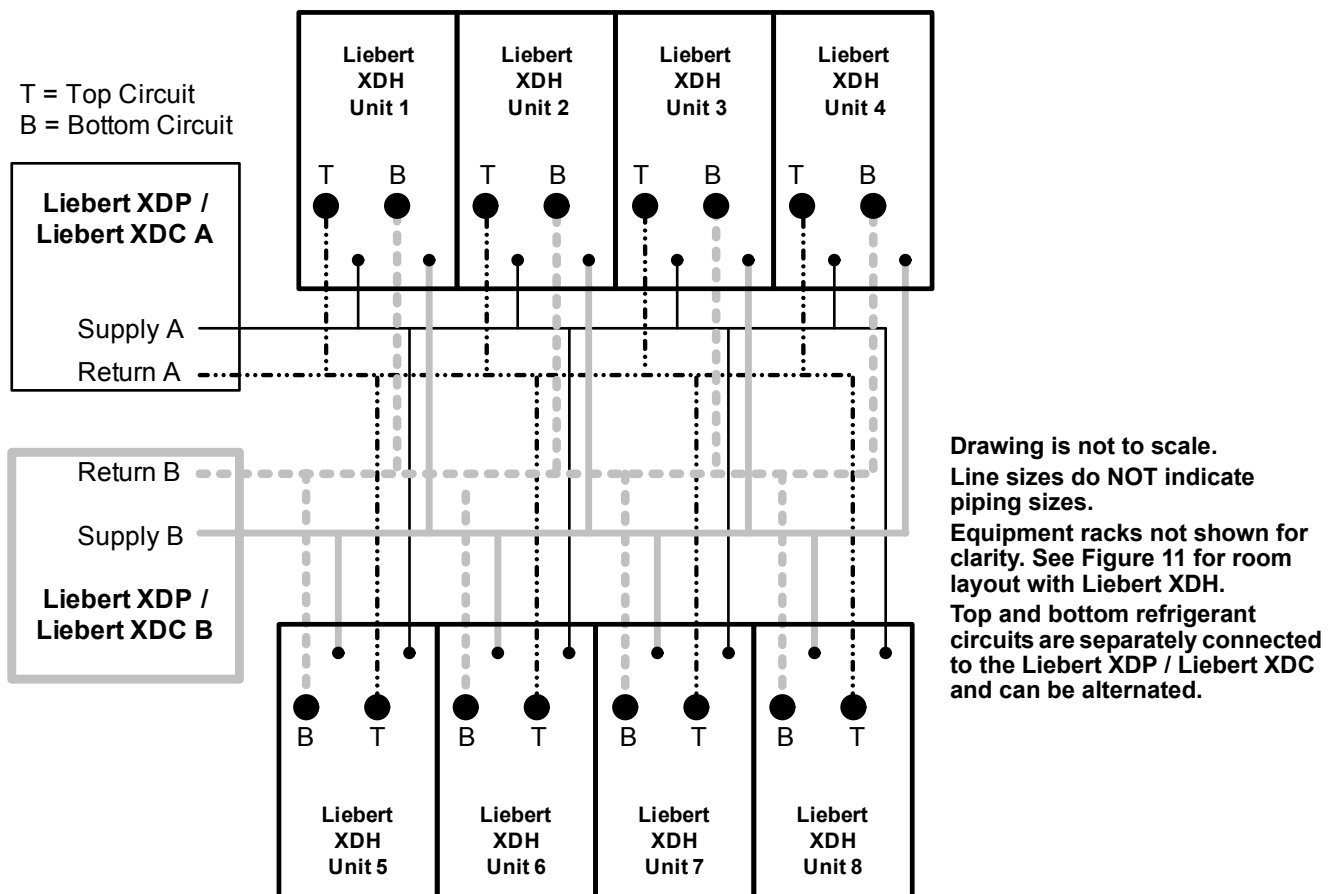 T = Top Circuit
B = Bottom Circuit
Liebert
XDH
Unit 1
Liebert
XDH
Unit 2
Liebert
XDH
Unit 3
Liebert
XDH
Unit 4
T
B
T
B
T
B
T
B
Liebert XDP /
Liebert XDC A
Supply A
Return A
Return B
Supply B
Liebert XDP /
Liebert XDC B
Drawing is not to scale.
Line sizes do NOT indicate
piping sizes.
Equipment racks not shown for
clarity. See Figure 11 for room
layout with Liebert XDH.
Top and bottom refrigerant
circuits are separately connected
to the Liebert XDP / Liebert XDC
and can be alternated.
B
T
B
T
B
T
B
T
Liebert
XDH
Unit 5
Liebert
XDH
Unit 6
Liebert
XDH
Unit 7
Liebert
XDH
Unit 8